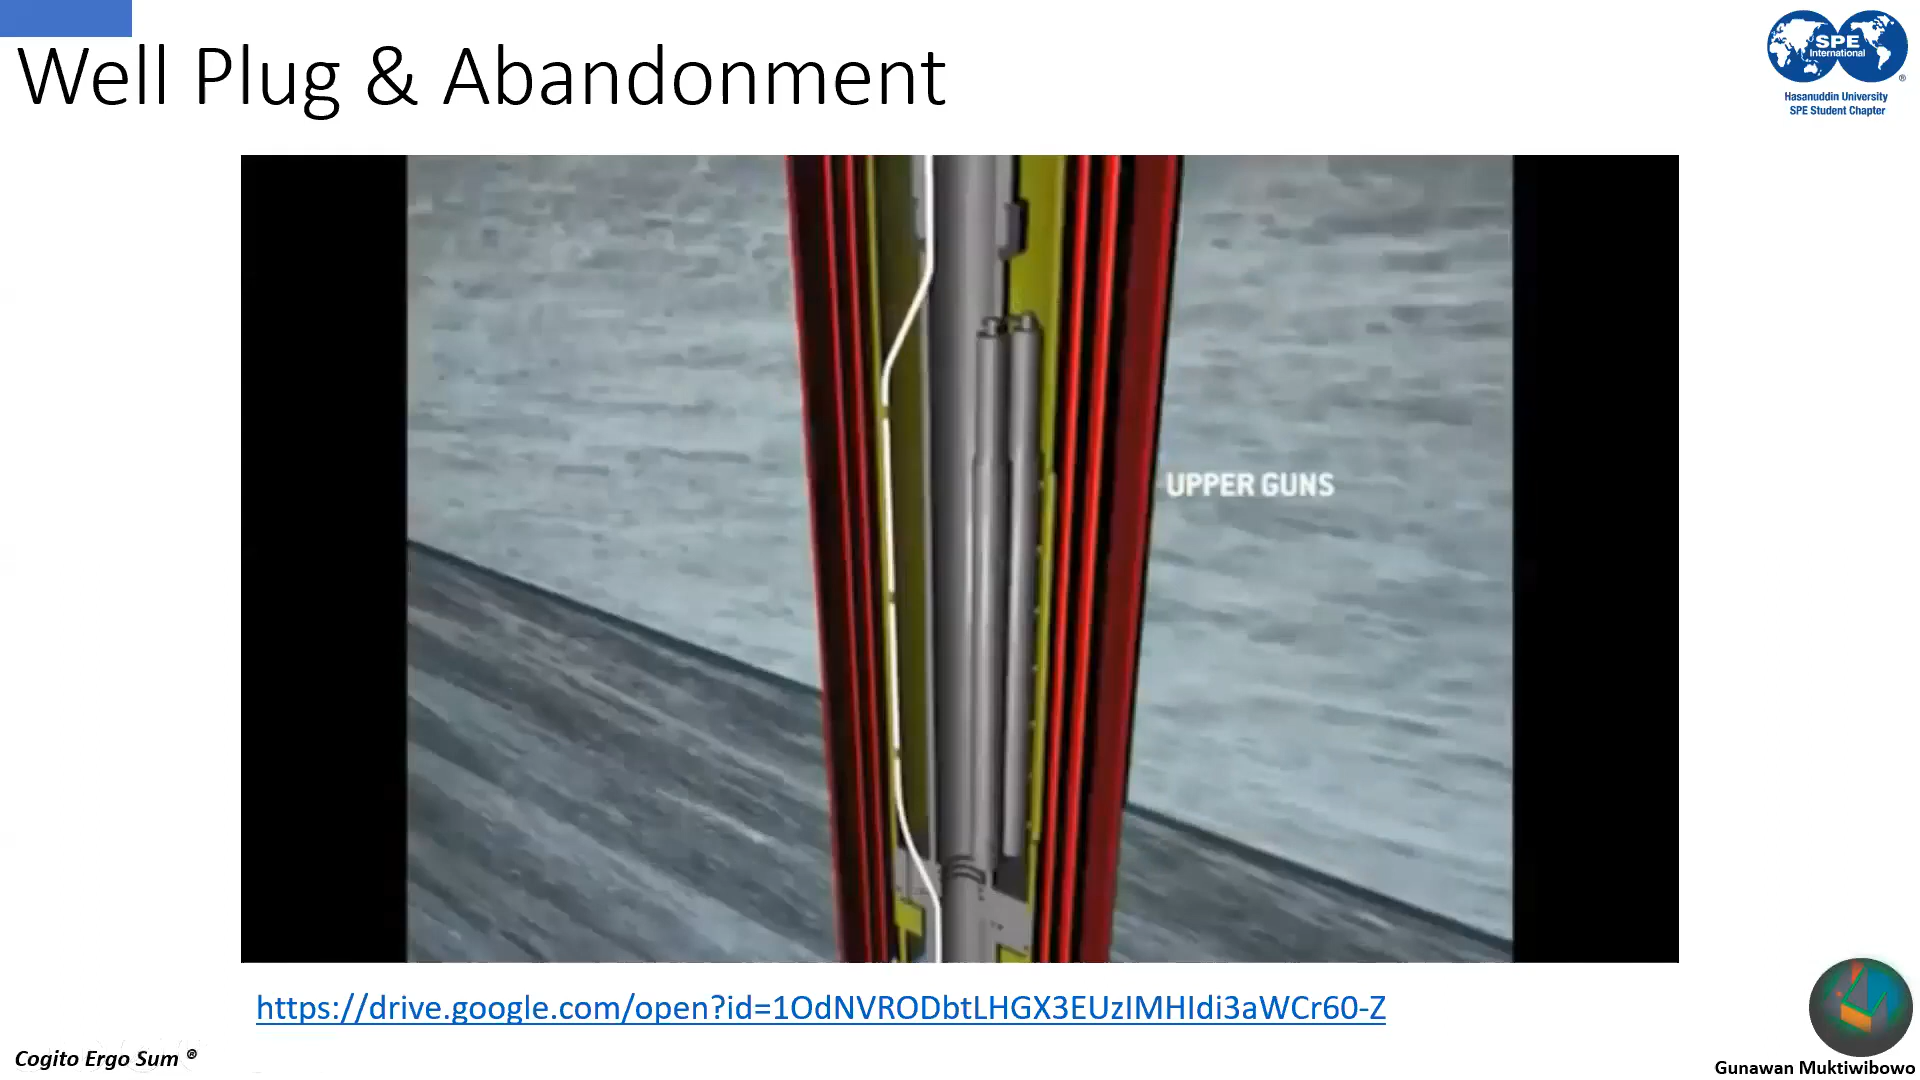 Well Plug & Abandonment
SPE
International
®
Hasanuddin University
SPE Student Chapter
UPPER GUNS
https://drive.google.com/open?id=1OdNVRODbtLHGX3EUzIMHIdi3aWCr60-Z
Cogito Ergo Sum ®
Gunawan Muktiwibowo